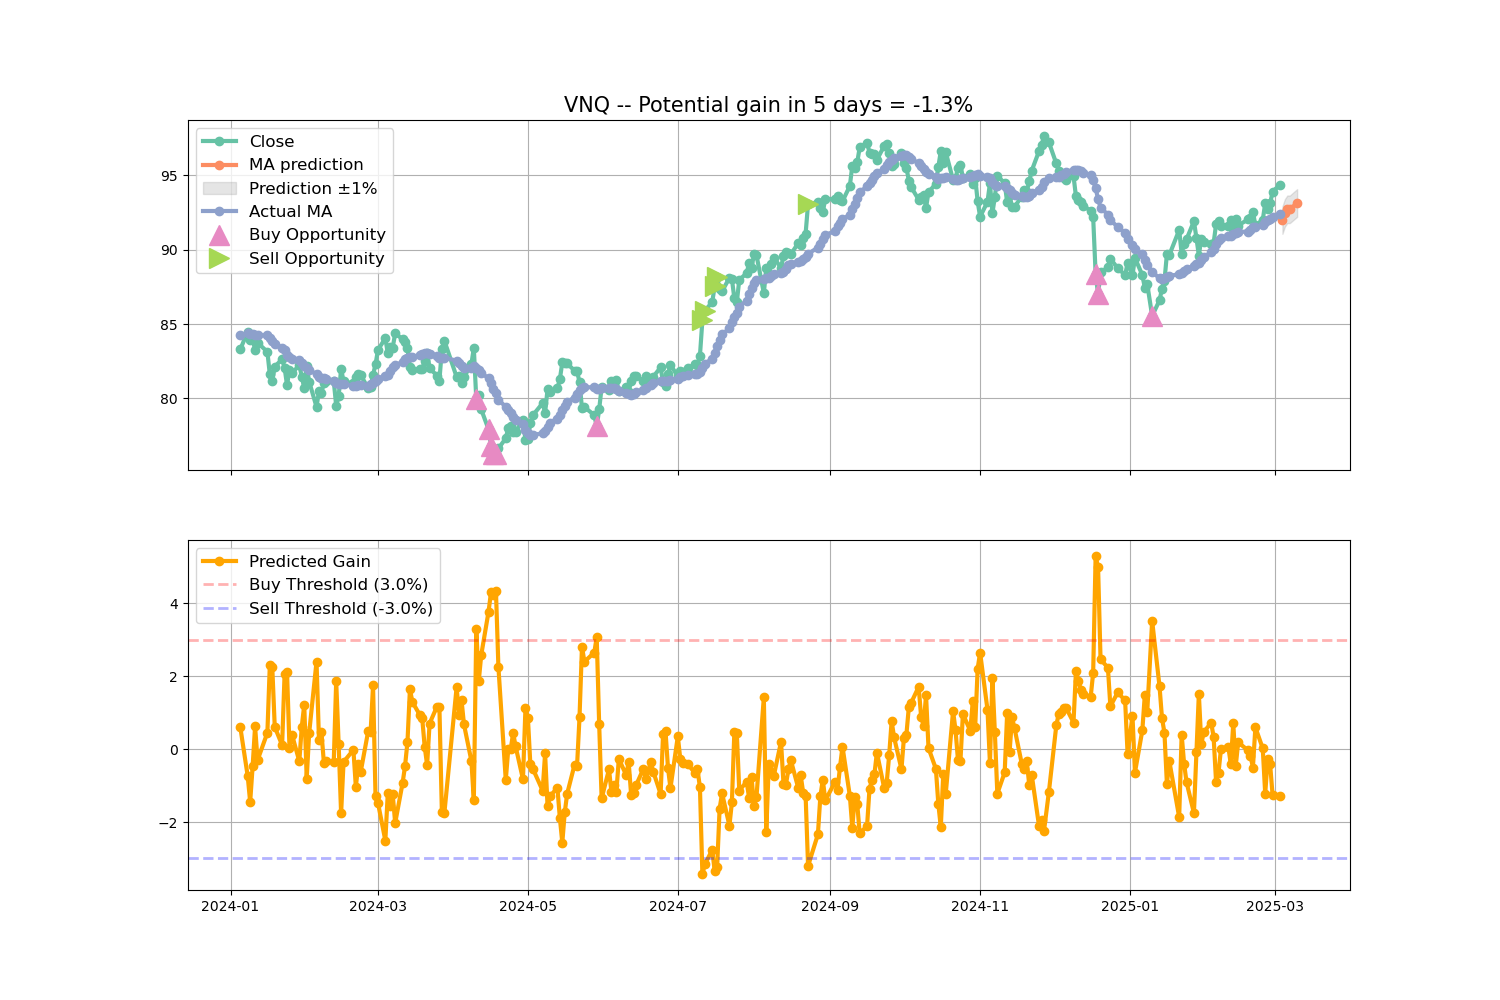 VNQ -- Potential gain in 5 days = -1.3%
Close
MA prediction
Prediction ±1%
Actual MA
Buy Opportunity
Sell Opportunity
95
90
85
80
Predicted Gain
Buy Threshold (3.0%)
Sell Threshold (-3.0%)
4
2
0
−2
2024-01 2024-03 2024-05 2024-07 2024-09 2024-11 2025-01 2025-03